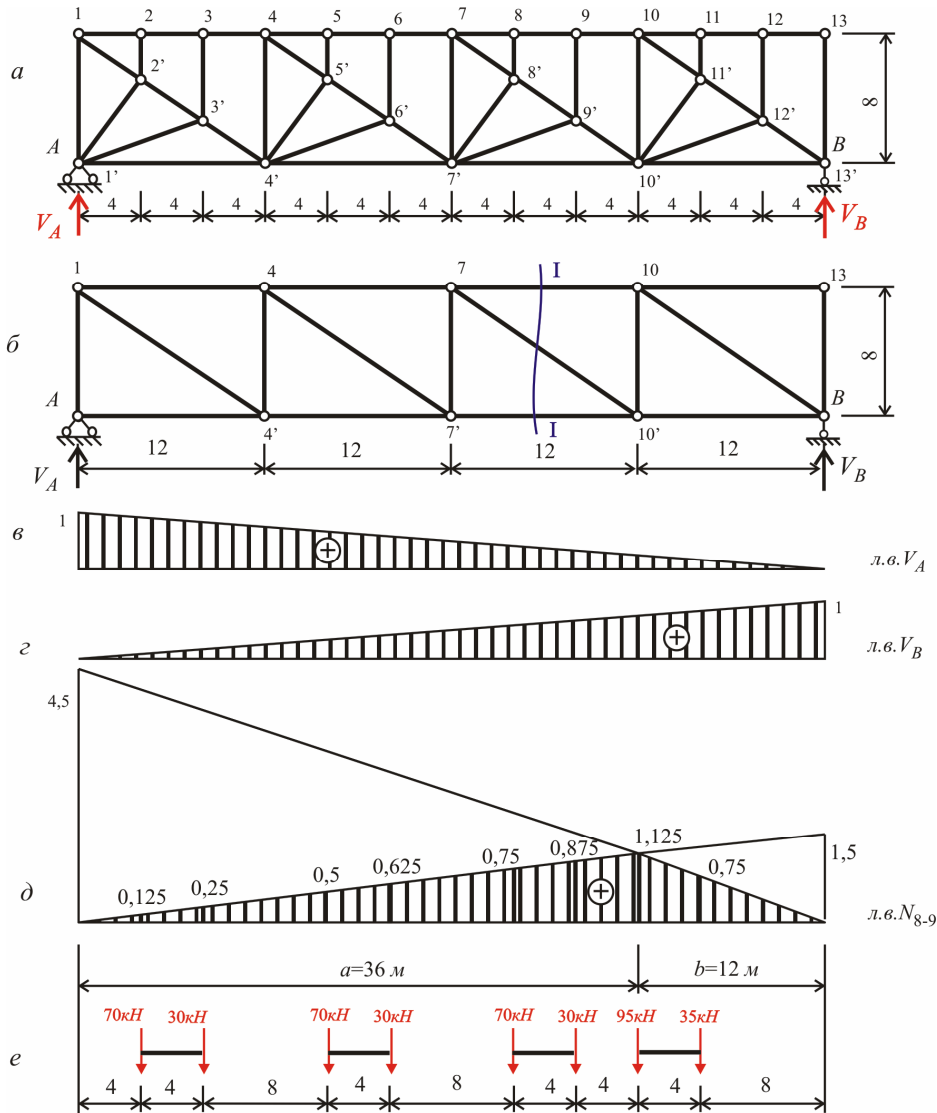 1 2 3 4 5 6 7 8 9 10 11 12 13
а
2' 5' 8' 11'
3' 6' 9' 12'
8
A B
1' 4' 7' 10' 13'
V_A 4 4 4 4 4 4 4 4 4 4 4 4 V_B
1 4 7 I 10 13
б
8
A B
4' 7' I 10'
V_A 12 12 12 12 V_B
в
1 + л.в.V_A
г
+ 1 л.в.V_B
4,5
д
0,125 0,25 0,5 0,625 0,75 0,875 1,125 0,75 1,5
+ л.в.N_8-9
a=36 м b=12 м
е
70кН 30кН 70кН 30кН 70кН 30кН 95кН 35кН
4 4 8 4 8 4 4 4 8